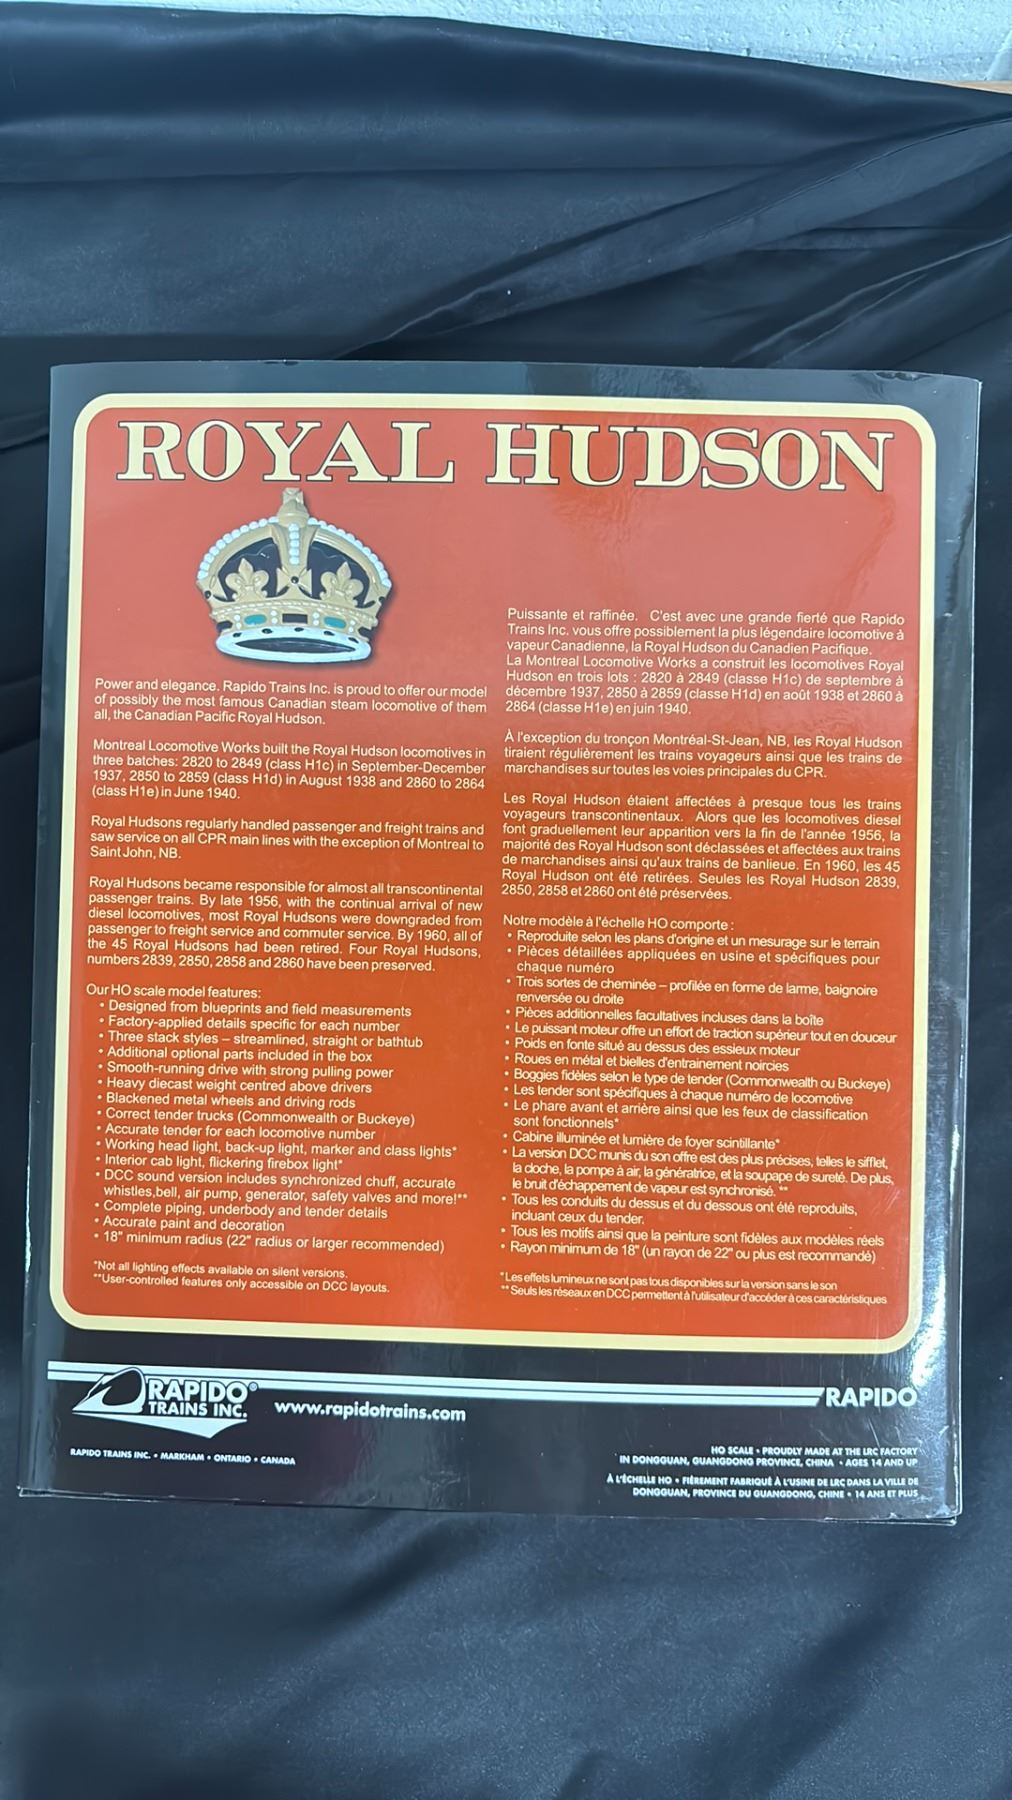 ROYAL HUDSON
Power and elegance. Rapido Trains Inc. is proud to offer our model
of possibly the most famous Canadian steam locomotive of them
all, the Canadian Pacific Royal Hudson.
Montreal Locomotive Works built the Royal Hudson locomotives in
three batches: 2820 to 2849 (class H1c) in September-December
1937, 2850 to 2859 (class H1d) in August 1938 and 2860 to 2864
(class H1e) in June 1940.
Royal Hudsons regularly handled passenger and freight trains and
saw service on all CPR main lines with the exception of Montreal to
Saint John, NB.
Royal Hudsons became responsible for almost all transcontinental
passenger trains. By late 1956, with the continual arrival of new
diesel locomotives, most Royal Hudsons were downgraded from
passenger to freight service and commuter service. By 1960, all of
the 45 Royal Hudsons had been retired. Four Royal Hudsons,
numbers 2839, 2850, 2858 and 2860 have been preserved.
Our HO scale model features:
• Designed from blueprints and field measurements
• Factory-applied details specific for each number
• Three stack styles – streamlined, straight or bathtub
• Additional optional parts included in the box
• Smooth-running drive with strong pulling power
• Heavy diecast weight centred above drivers
• Blackened metal wheels and driving rods
• Correct tender trucks (Commonwealth or Buckeye)
• Accurate tender for each locomotive number
• Working head light, back-up light, marker and class lights*
• Interior cab light, flickering firebox light*
• DCC sound version includes synchronized chuff, accurate
whistles,bell, air pump, generator, safety valves and more!**
• Complete piping, underbody and tender details
• Accurate paint and decoration
• 18" minimum radius (22" radius or larger recommended)
*Not all lighting effects available on silent versions.
**User-controlled features only accessible on DCC layouts.
Puissante et raffinée. C'est avec une grande fierté que Rapido
Trains Inc. vous offre possiblement la plus légendaire locomotive à
vapeur Canadienne, la Royal Hudson du Canadien Pacifique.
La Montreal Locomotive Works a construit les locomotives Royal
Hudson en trois lots : 2820 à 2849 (classe H1c) de septembre à
décembre 1937, 2850 à 2859 (classe H1d) en août 1938 et 2860 à
2864 (classe H1e) en juin 1940.
À l'exception du tronçon Montréal-St-Jean, NB, les Royal Hudson
tiraient régulièrement les trains voyageurs ainsi que les trains de
marchandises sur toutes les voies principales du CPR.
Les Royal Hudson étaient affectées à presque tous les trains
voyageurs transcontinentaux. Alors que les locomotives diesel
font graduellement leur apparition vers la fin de l'année 1956, la
majorité des Royal Hudson sont déclassées et affectées aux trains
de marchandises ainsi qu'aux trains de banlieue. En 1960, les 45
Royal Hudson ont été retirées. Seules les Royal Hudson 2839,
2850, 2858 et 2860 ont été préservées.
Notre modèle à l'échelle HO comporte :
• Reproduite selon les plans d'origine et un mesurage sur le terrain
• Pièces détaillées appliquées en usine et spécifiques pour
chaque numéro
• Trois sortes de cheminée – profilée en forme de larme, baignoire
renversée ou droite
• Pièces additionnelles facultatives incluses dans la boîte
• Le puissant moteur offre un effort de traction supérieur tout en douceur
• Poids en fonte situé au dessus des essieux moteur
• Roues en métal et bielles d'entrainement noircies
• Boggies fidèles selon le type de tender (Commonwealth ou Buckeye)
• Les tender sont spécifiques à chaque numéro de locomotive
• Le phare avant et arrière ainsi que les feux de classification
sont fonctionnels*
• Cabine illuminée et lumière de foyer scintillante*
• La version DCC munis du son offre est des plus précises, telles le sifflet,
la cloche, la pompe à air, la génératrice, et la soupape de sureté. De plus,
le bruit d'échappement de vapeur est synchronisé. **
• Tous les conduits du dessus et du dessous ont été reproduits,
incluant ceux du tender.
• Tous les motifs ainsi que la peinture sont fidèles aux modèles réels
• Rayon minimum de 18" (un rayon de 22" ou plus est recommandé)
*Les effets lumineux ne sont pas tous disponibles sur la version sans le son
** Seuls les réseaux en DCC permettent à l'utilisateur d'accéder à ces caractéristiques
RAPIDO®
TRAINS INC.
www.rapidotrains.com
RAPIDO
RAPIDO TRAINS INC. • MARKHAM • ONTARIO • CANADA
HO SCALE • PROUDLY MADE AT THE LRC FACTORY
IN DONGGUAN, GUANGDONG PROVINCE, CHINA • AGES 14 AND UP
À L'ÉCHELLE HO • FIÈREMENT FABRIQUÉ À L'USINE DE LRC DANS LA VILLE DE
DONGGUAN, PROVINCE DU GUANGDONG, CHINE • 14 ANS ET PLUS